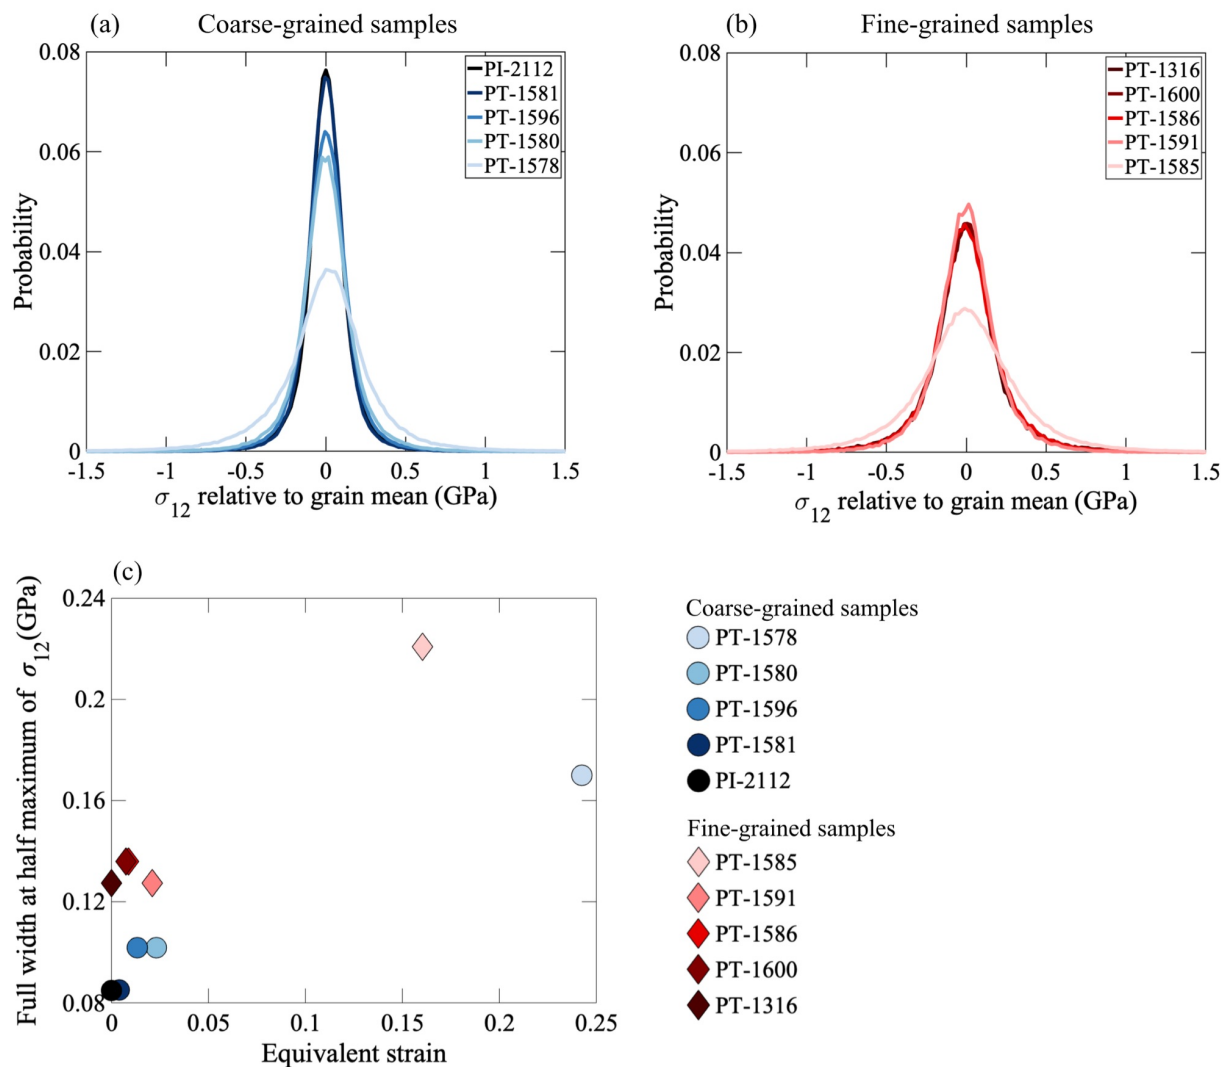 (a) Coarse-grained samples
0.08
0.06
0.04
0.02
0
Probability
PI-2112
PT-1581
PT-1596
PT-1580
PT-1578
-1.5 -1 -0.5 0 0.5 1 1.5
σ12 relative to grain mean (GPa)
(b) Fine-grained samples
0.08
0.06
0.04
0.02
0
Probability
PT-1316
PT-1600
PT-1586
PT-1591
PT-1585
-1.5 -1 -0.5 0 0.5 1 1.5
σ12 relative to grain mean (GPa)
(c)
0.24
0.2
0.16
0.12
0.08
Full width at half maximum of σ12(GPa)
0 0.05 0.1 0.15 0.2 0.25
Equivalent strain
Coarse-grained samples
PT-1578
PT-1580
PT-1596
PT-1581
PI-2112
Fine-grained samples
PT-1585
PT-1591
PT-1586
PT-1600
PT-1316